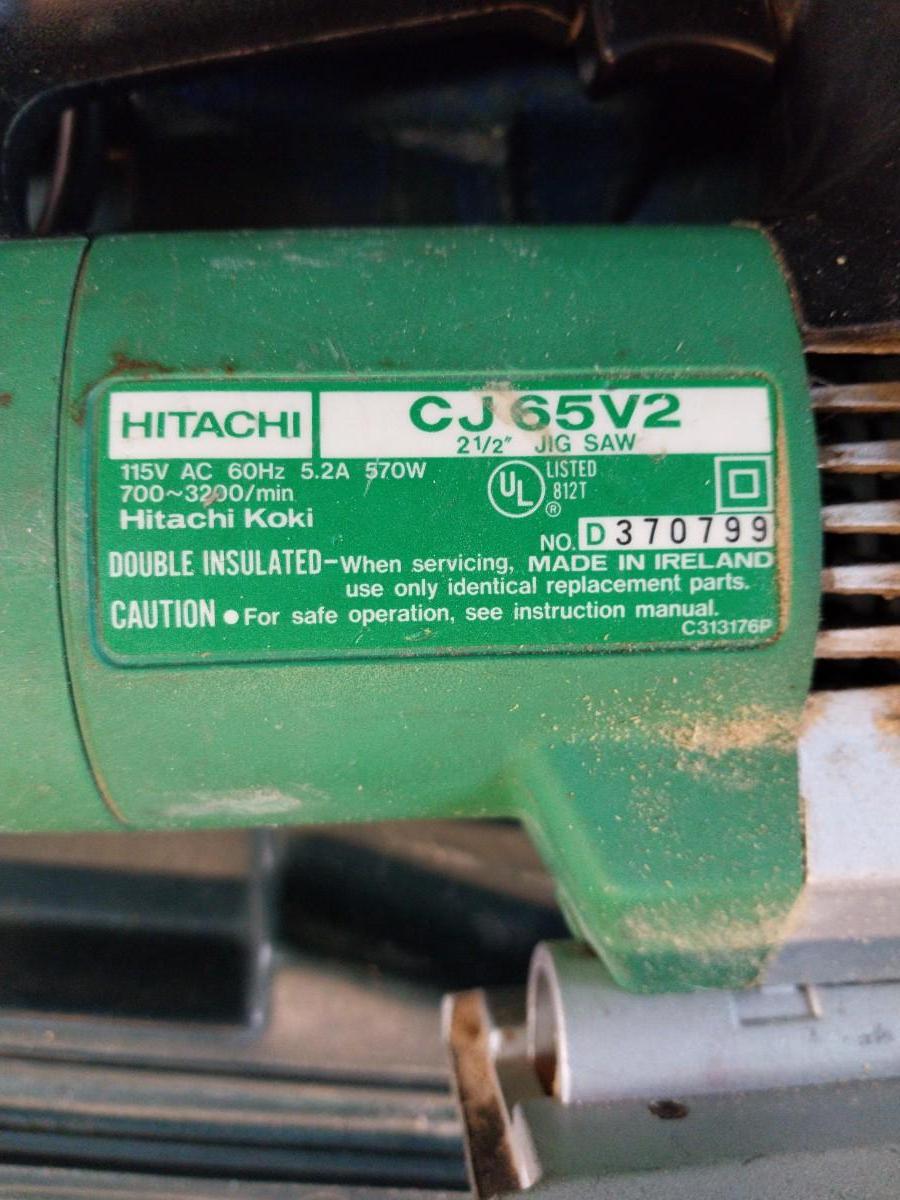 HITACHI
CJ 65V2
2 1/2" JIG SAW
115V AC 60Hz 5.2A 570W
700~3200/min
Hitachi Koki
UL LISTED
812T
®
NO. D370799
DOUBLE INSULATED-When servicing, MADE IN IRELAND
use only identical replacement parts.
CAUTION ●For safe operation, see instruction manual.
C313176P